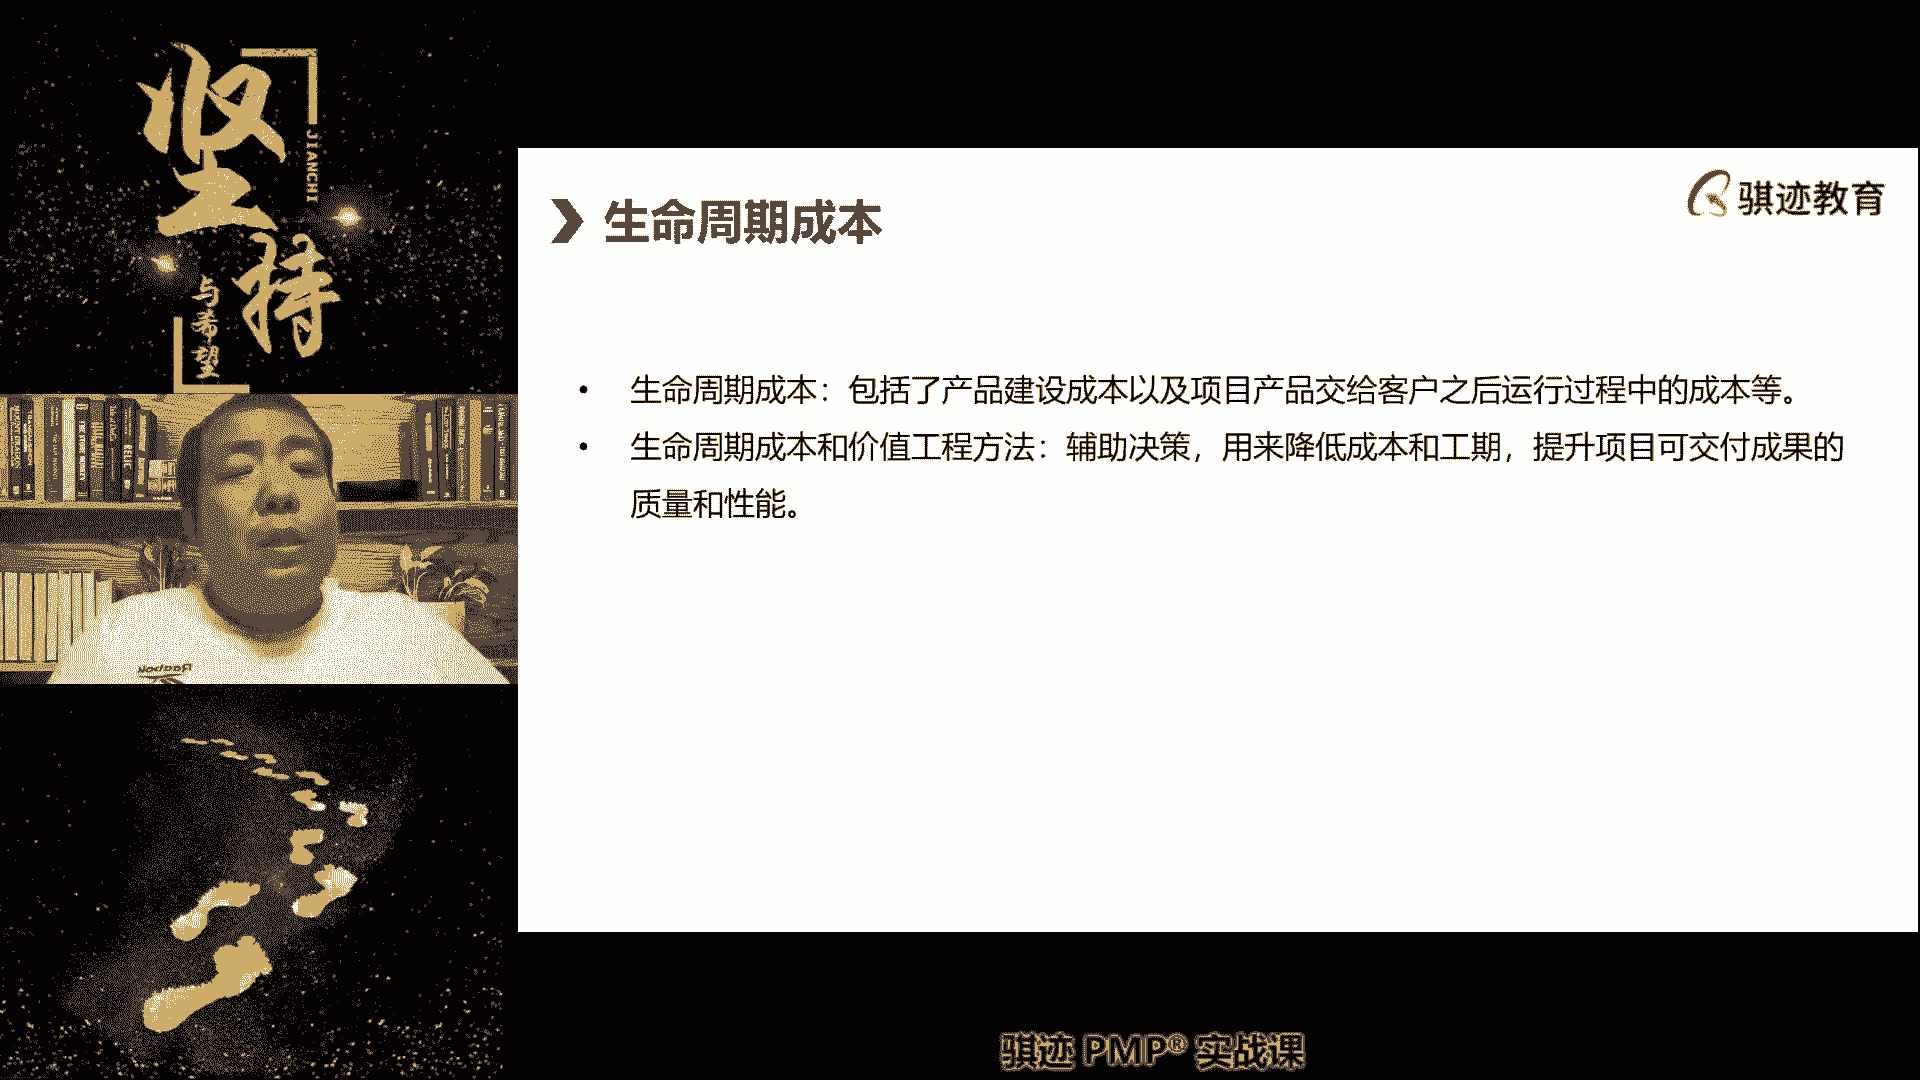 坚持
JIANCHI
与希望
骐迹教育
生命周期成本
• 生命周期成本：包括了产品建设成本以及项目产品交给客户之后运行过程中的成本等。
• 生命周期成本和价值工程方法：辅助决策，用来降低成本和工期，提升项目可交付成果的
质量和性能。
骐迹 PMP® 实战课